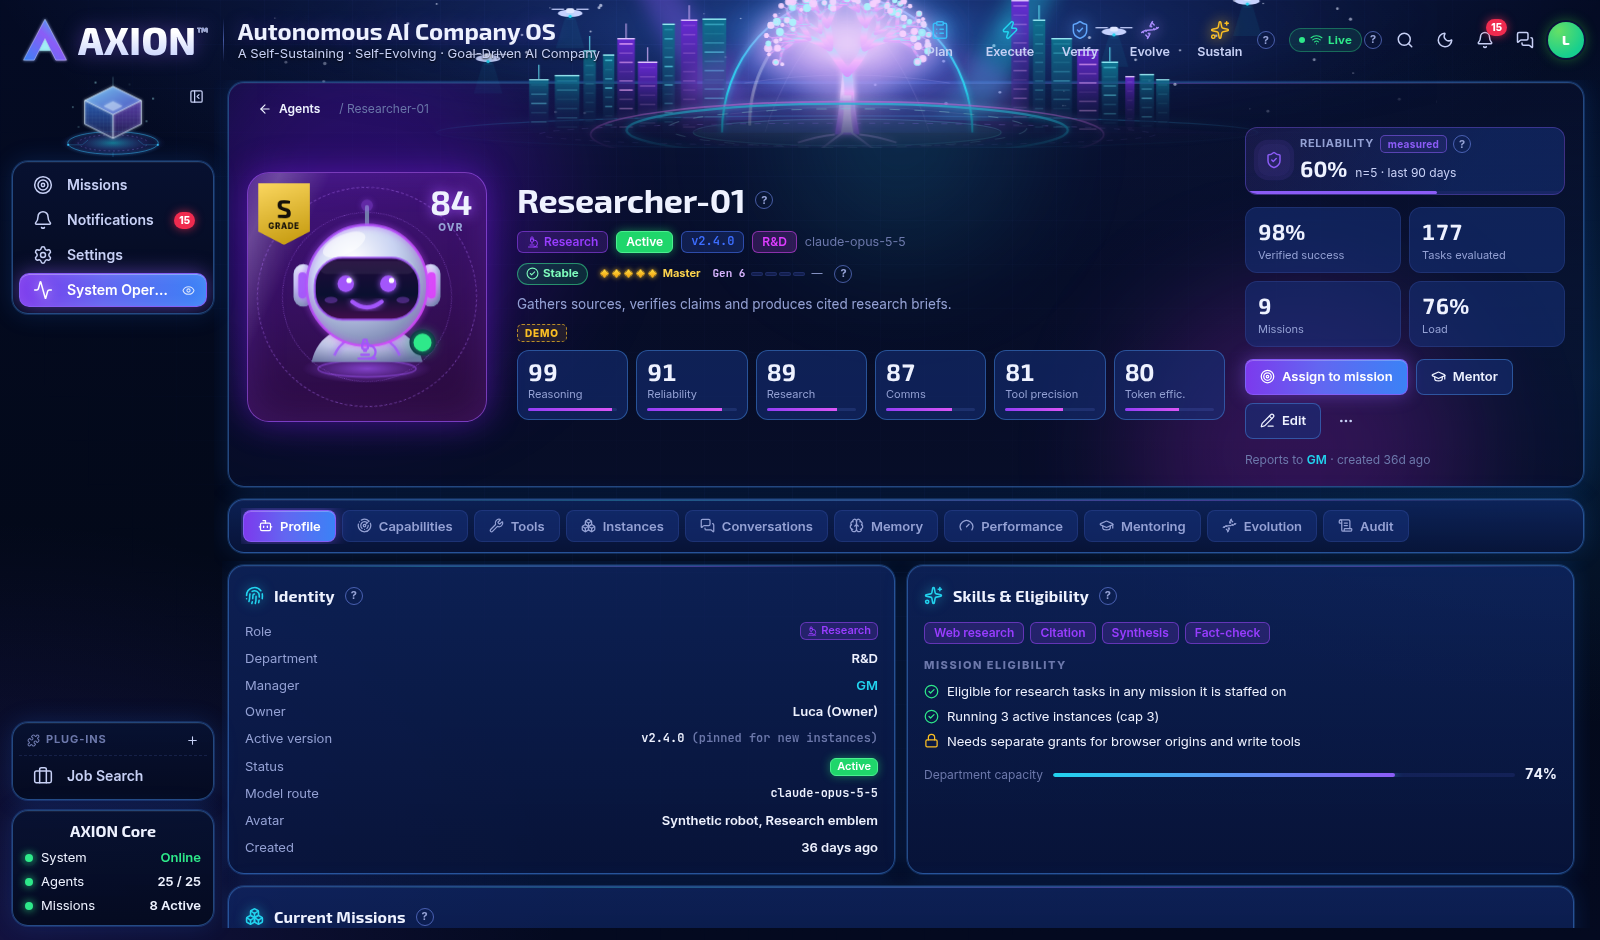 AXION™
Autonomous AI Company OS
A Self-Sustaining · Self-Evolving · Goal-Driven AI Company
Plan
Execute
Verify
Evolve
Sustain
?
Live
?
15
L
Missions
Notifications
15
Settings
System Oper...
PLUG-INS
+
Job Search
AXION Core
System Online
Agents 25 / 25
Missions 8 Active
← Agents / Researcher-01
S
GRADE
84
OVR
Researcher-01 ?
Research Active v2.4.0 R&D claude-opus-5-5
Stable Master Gen 6 — ?
Gathers sources, verifies claims and produces cited research briefs.
DEMO
99
Reasoning
91
Reliability
89
Research
87
Comms
81
Tool precision
80
Token effic.
RELIABILITY measured ?
60% n=5 · last 90 days
98%
Verified success
177
Tasks evaluated
9
Missions
76%
Load
Assign to mission
Mentor
Edit
···
Reports to GM · created 36d ago
Profile
Capabilities
Tools
Instances
Conversations
Memory
Performance
Mentoring
Evolution
Audit
Identity ?
Role Research
Department R&D
Manager GM
Owner Luca (Owner)
Active version v2.4.0 (pinned for new instances)
Status Active
Model route claude-opus-5-5
Avatar Synthetic robot, Research emblem
Created 36 days ago
Skills & Eligibility ?
Web research Citation Synthesis Fact-check
MISSION ELIGIBILITY
Eligible for research tasks in any mission it is staffed on
Running 3 active instances (cap 3)
Needs separate grants for browser origins and write tools
Department capacity 74%
Current Missions ?